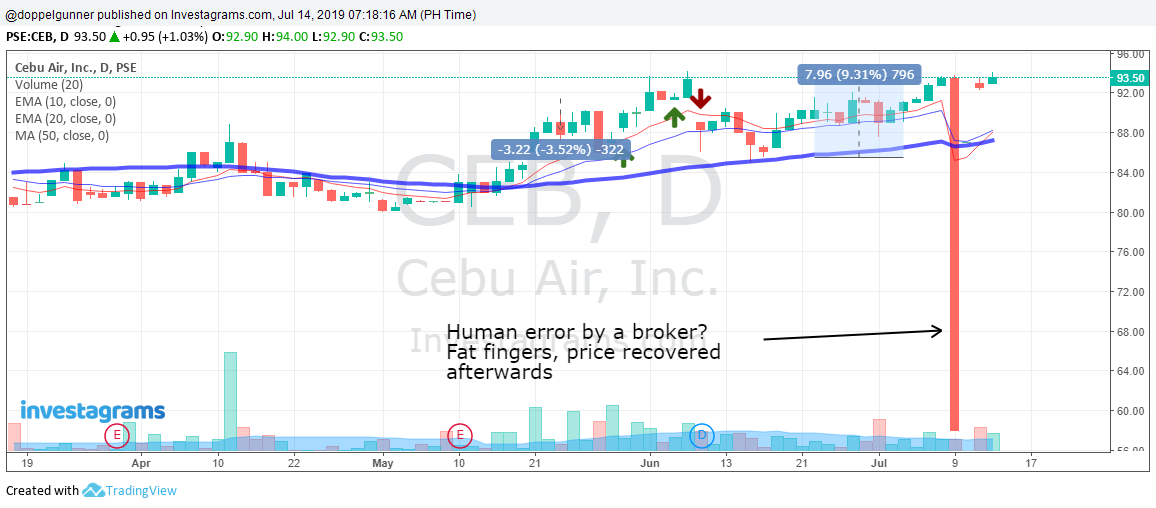 @doppelgunner published on Investagrams.com, Jul 14, 2019 07:18:16 AM (PH Time)
PSE:CEB, D 93.50 ▲ +0.95 (+1.03%) O:92.90 H:94.00 L:92.90 C:93.50
Cebu Air, Inc., D, PSE
Volume (20)
EMA (10, close, 0)
EMA (20, close, 0)
MA (50, close, 0)
7.96 (9.31%) 796
-3.22 (-3.52%) -322
CEB, D
Cebu Air, Inc.
Investagrams.com
Human error by a broker?
Fat fingers, price recovered
afterwards
investagrams
E
E
D
96.00
93.50
92.00
88.00
84.00
80.00
76.00
72.00
68.00
64.00
60.00
56.00
19 Apr 10 22 May 10 21 Jun 13 21 Jul 9 17
Created with TradingView